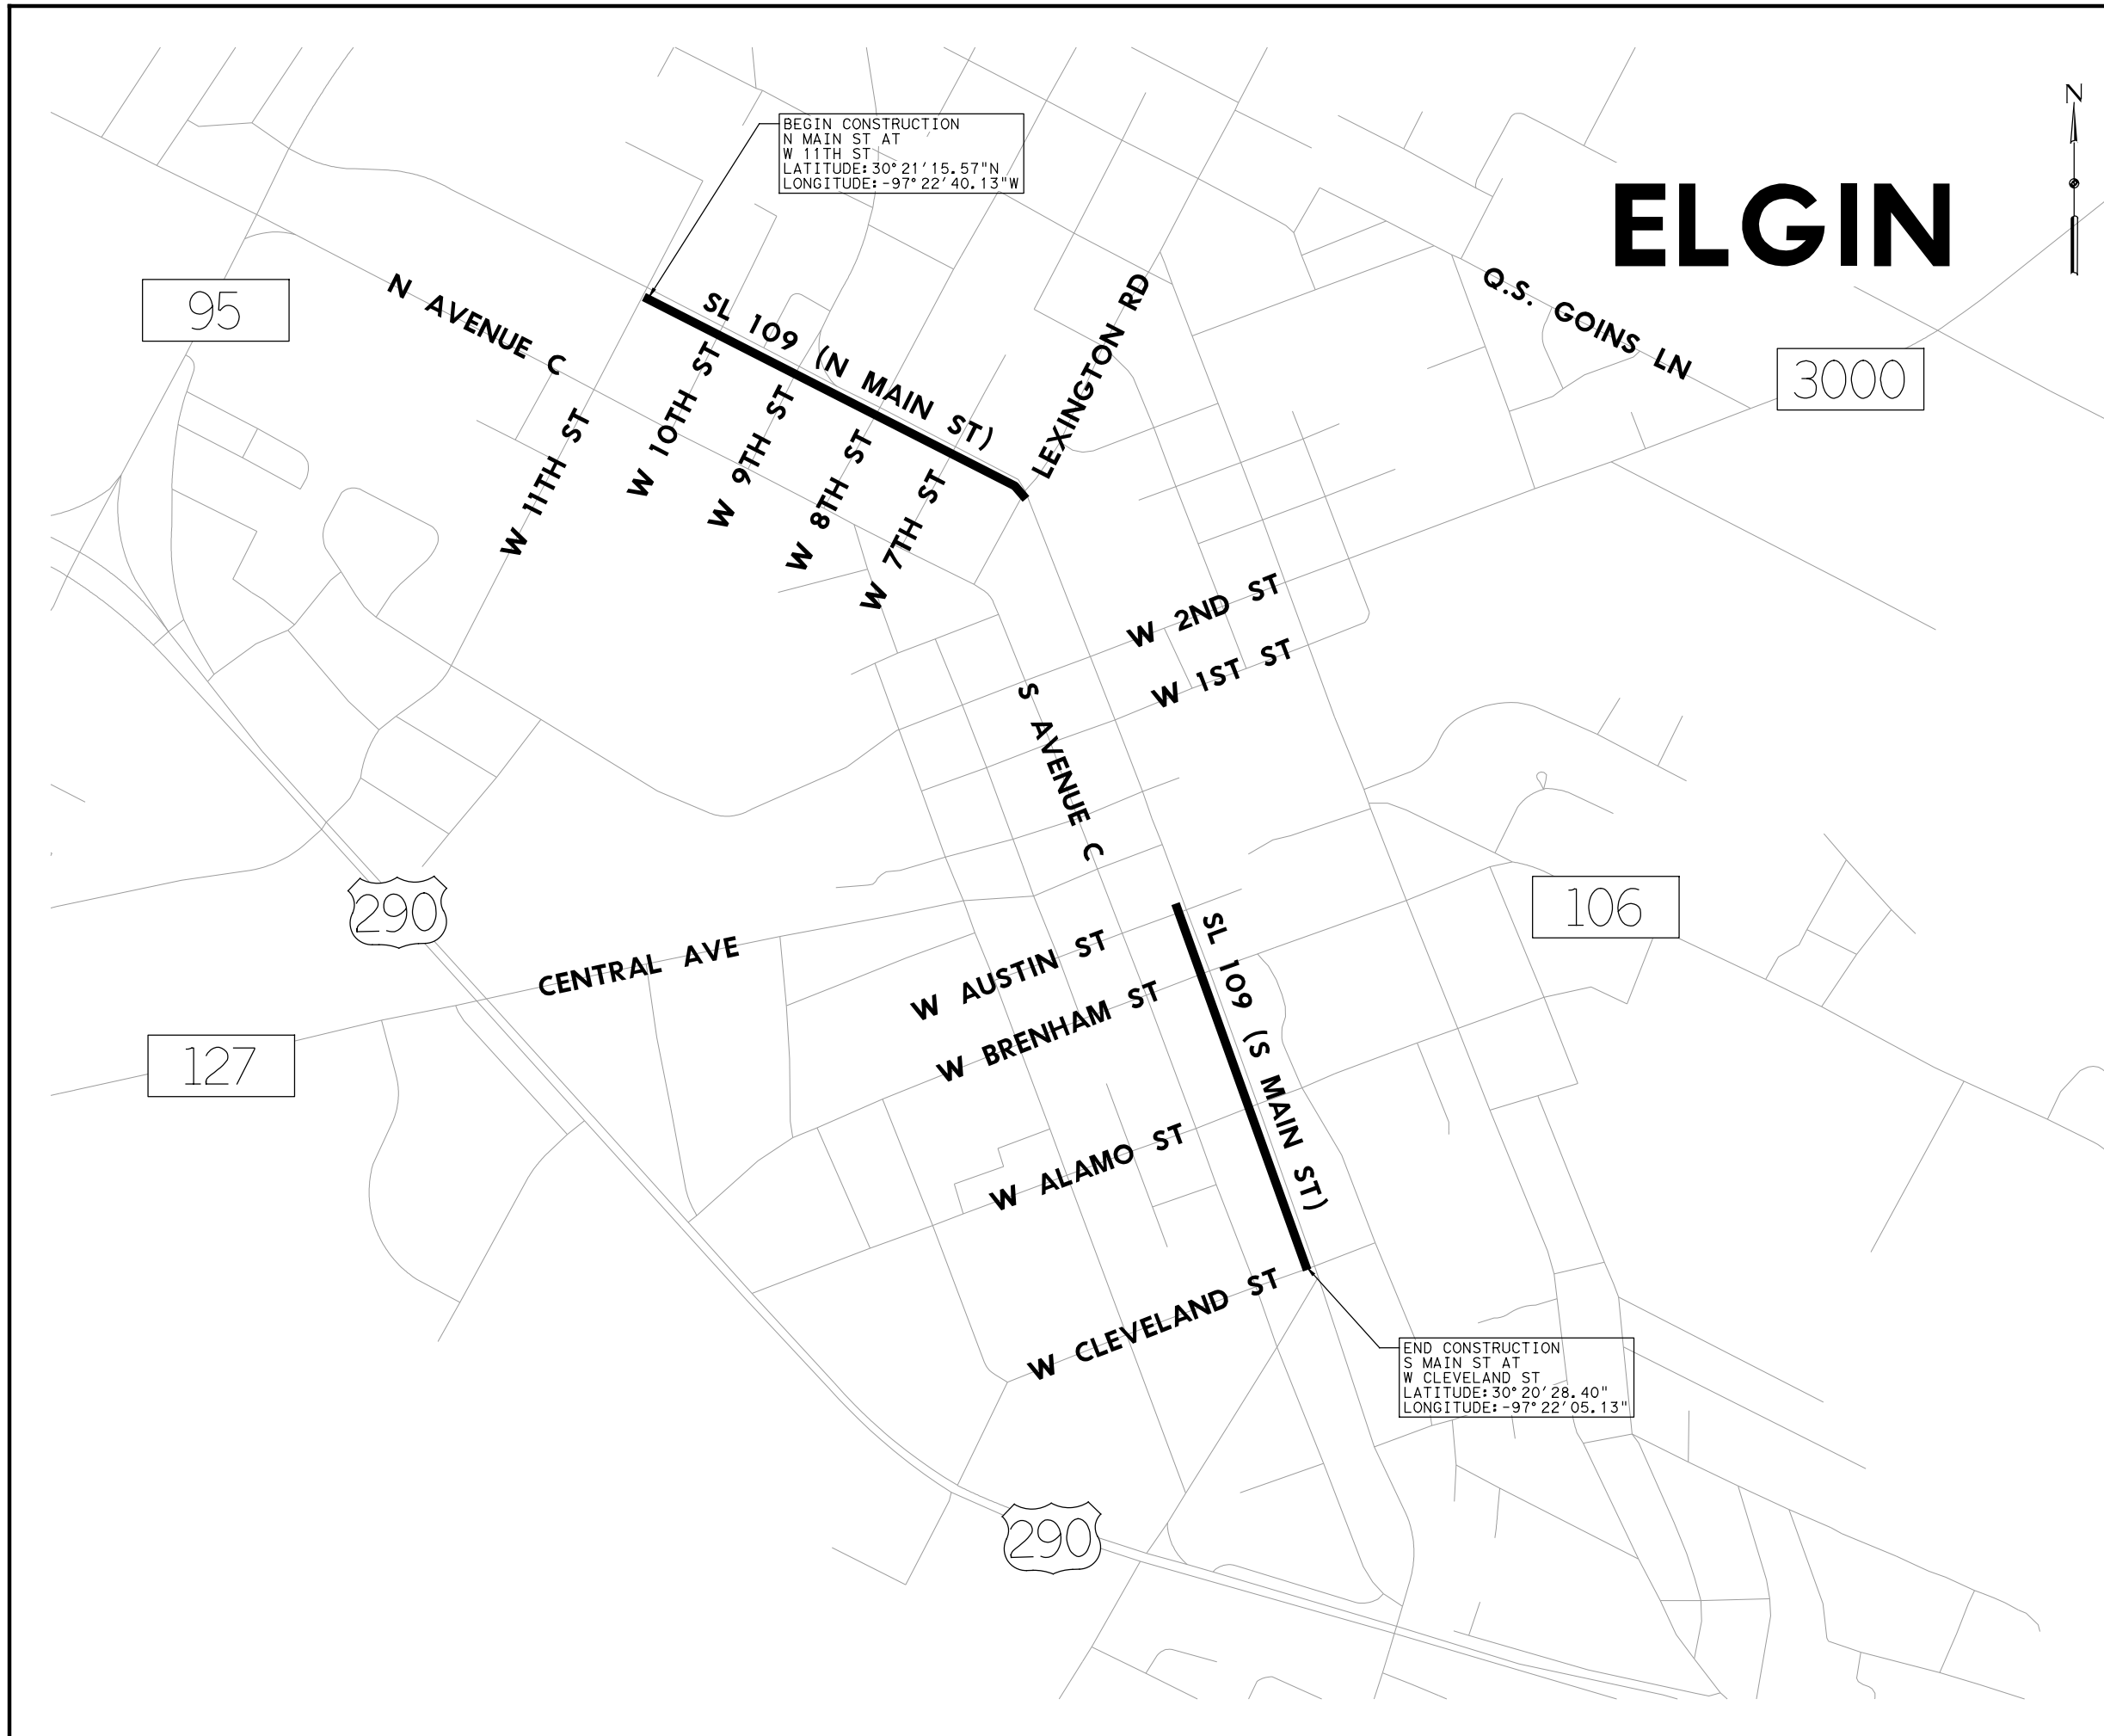 N
BEGIN CONSTRUCTION
N MAIN ST AT
W 11TH ST
LATITUDE:30°21'15.57"N
LONGITUDE:-97°22'40.13"W
ELGIN
95
N AVENUE C
SL 109 (N MAIN ST)
LEXINGTON RD
Q.S. GOINS LN
3000
W 11TH ST
W 10TH ST
W 9TH ST
W 8TH ST
W 7TH ST
W 2ND ST
W 1ST ST
S AVENUE C
290
CENTRAL AVE
W AUSTIN ST
SL 109 (S MAIN ST)
106
W BRENHAM ST
127
W ALAMO ST
W CLEVELAND ST
END CONSTRUCTION
S MAIN ST AT
W CLEVELAND ST
LATITUDE:30°20'28.40"
LONGITUDE:-97°22'05.13"
290